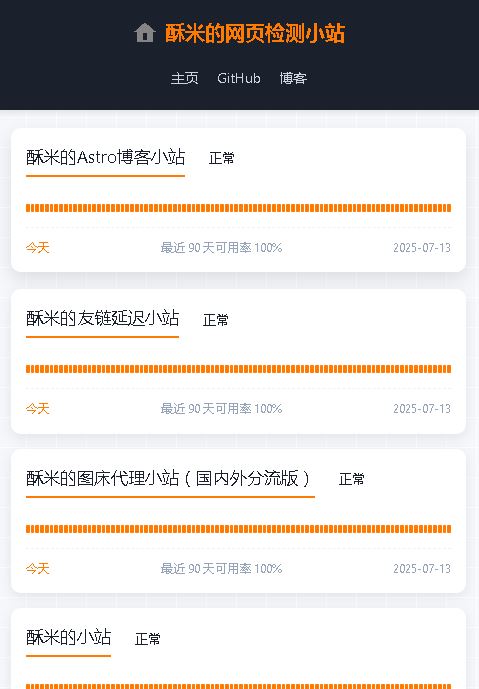 酥米的网页检测小站
主页 GitHub 博客
酥米的Astro博客小站 正常
今天 最近 90 天可用率 100% 2025-07-13
酥米的友链延迟小站 正常
今天 最近 90 天可用率 100% 2025-07-13
酥米的图床代理小站（国内外分流版） 正常
今天 最近 90 天可用率 100% 2025-07-13
酥米的小站 正常